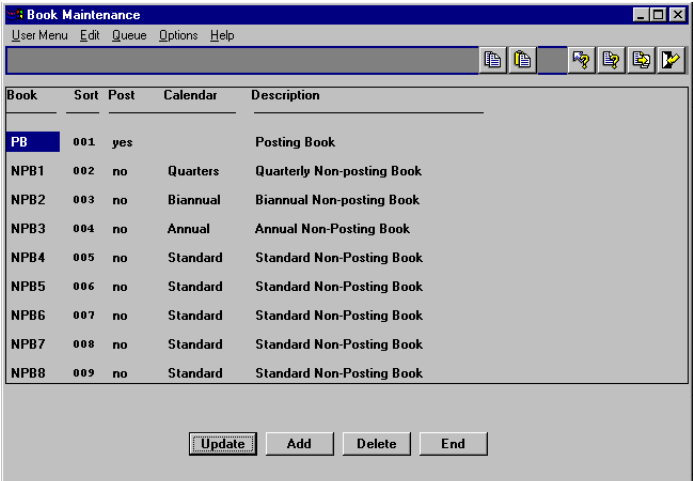 Book Maintenance
User Menu Edit Queue Options Help
Book Sort Post Calendar Description
PB 001 yes Posting Book
NPB1 002 no Quarters Quarterly Non-posting Book
NPB2 003 no Biannual Biannual Non-posting Book
NPB3 004 no Annual Annual Non-Posting Book
NPB4 005 no Standard Standard Non-Posting Book
NPB5 006 no Standard Standard Non-Posting Book
NPB6 007 no Standard Standard Non-Posting Book
NPB7 008 no Standard Standard Non-Posting Book
NPB8 009 no Standard Standard Non-Posting Book
Update Add Delete End